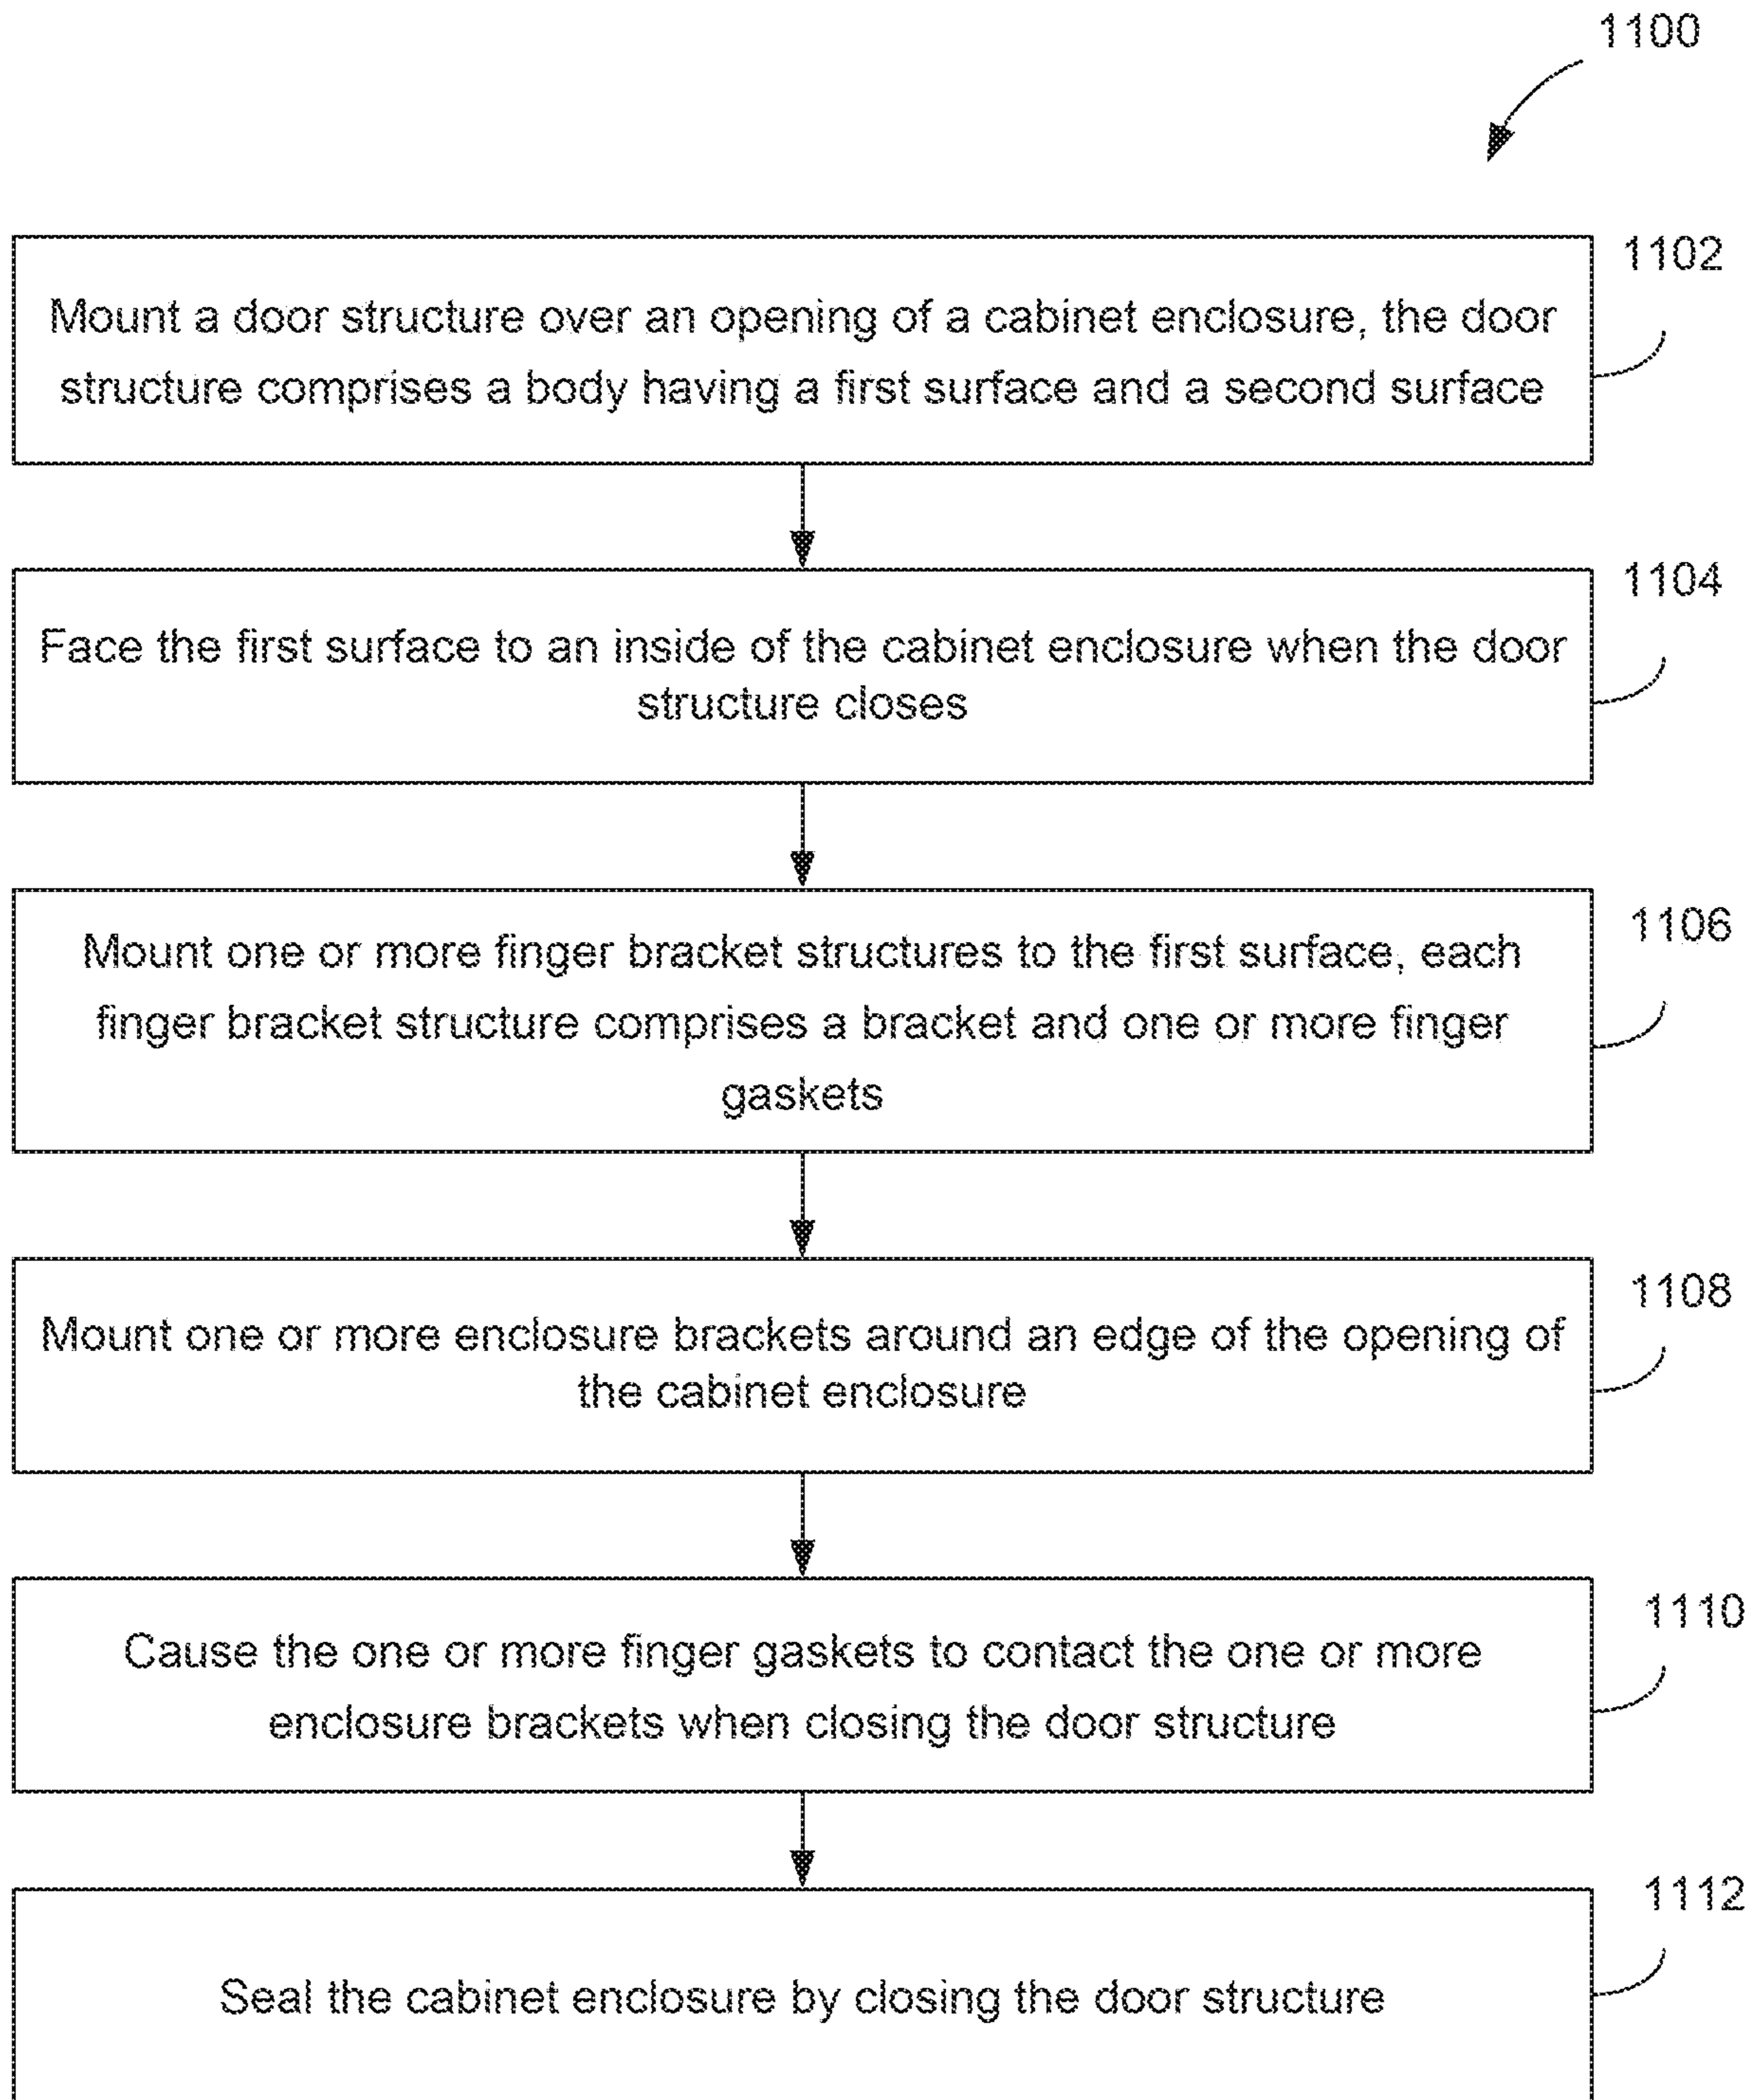 1100
1102
Mount a door structure over an opening of a cabinet enclosure, the door
structure comprises a body having a first surface and a second surface
1104
Face the first surface to an inside of the cabinet enclosure when the door
structure closes
1106
Mount one or more finger bracket structures to the first surface, each
finger bracket structure comprises a bracket and one or more finger
gaskets
1108
Mount one or more enclosure brackets around an edge of the opening of
the cabinet enclosure
1110
Cause the one or more finger gaskets to contact the one or more
enclosure brackets when closing the door structure
1112
Seal the cabinet enclosure by closing the door structure